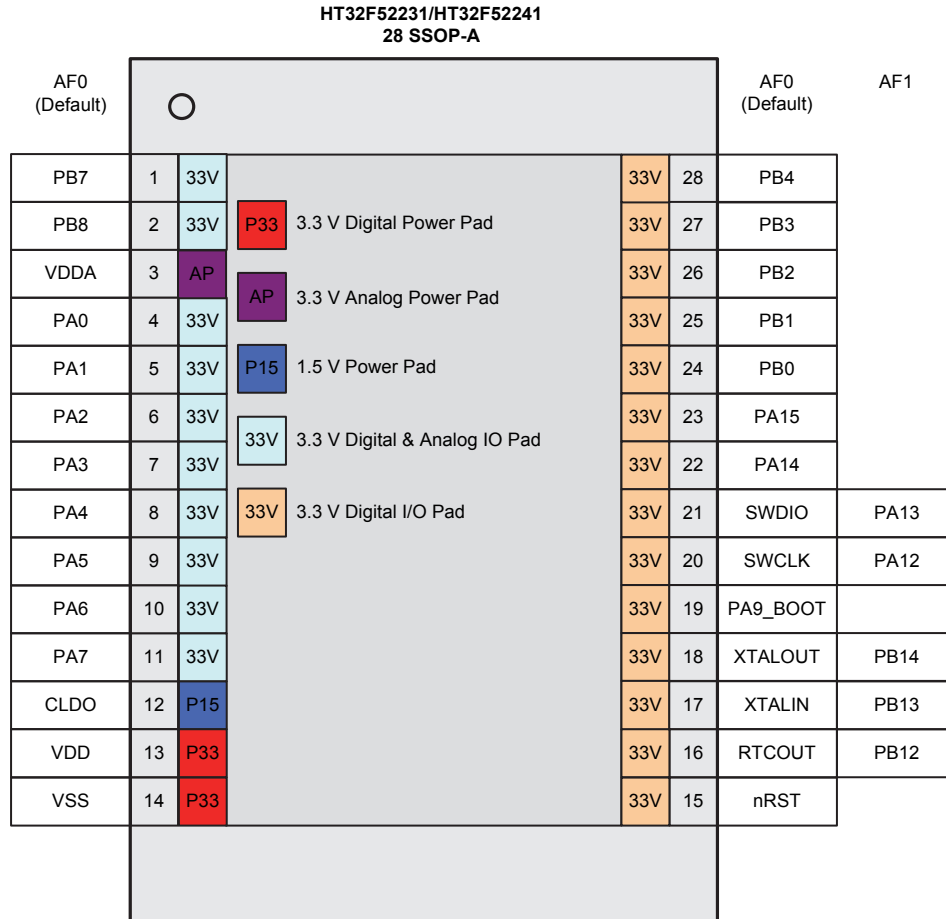 HT32F52231/HT32F52241
28 SSOP-A
AF0 AF0 AF1
(Default) (Default)
PB7 1 33V 33V 28 PB4
PB8 2 33V P33 3.3 V Digital Power Pad 33V 27 PB3
VDDA 3 AP 33V 26 PB2
AP 3.3 V Analog Power Pad
PA0 4 33V 33V 25 PB1
PA1 5 33V P15 1.5 V Power Pad 33V 24 PB0
PA2 6 33V 33V 23 PA15
33V 3.3 V Digital & Analog IO Pad
PA3 7 33V 33V 22 PA14
PA4 8 33V 33V 3.3 V Digital I/O Pad 33V 21 SWDIO PA13
PA5 9 33V 33V 20 SWCLK PA12
PA6 10 33V 33V 19 PA9_BOOT
PA7 11 33V 33V 18 XTALOUT PB14
CLDO 12 P15 33V 17 XTALIN PB13
VDD 13 P33 33V 16 RTCOUT PB12
VSS 14 P33 33V 15 nRST